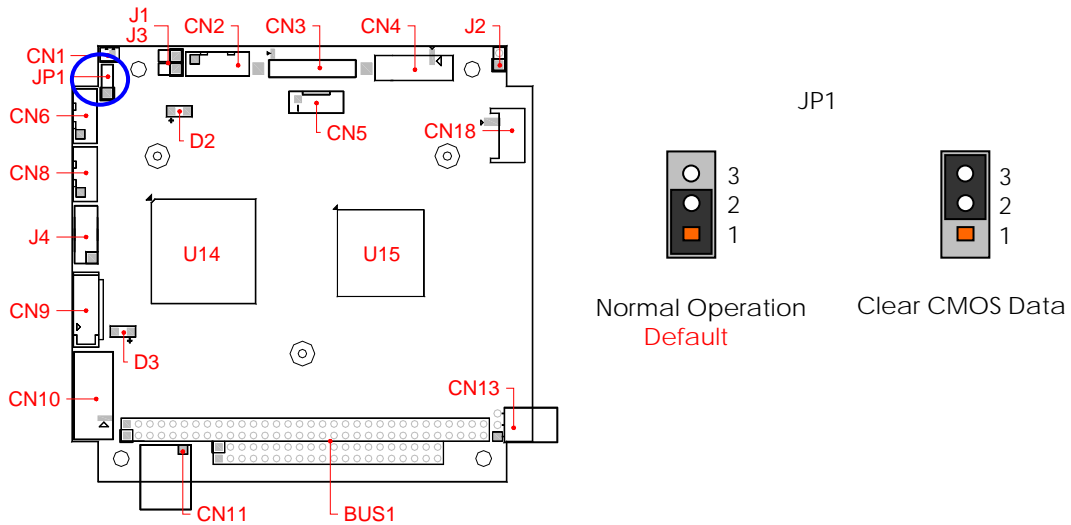 J1
J3
CN2
CN3
CN4
J2
CN1
JP1
CN6
D2
CN5
CN18
CN8
J4
U14
U15
CN9
D3
CN10
CN13
CN11
BUS1
JP1
3
2
1
Normal Operation
Default
3
2
1
Clear CMOS Data